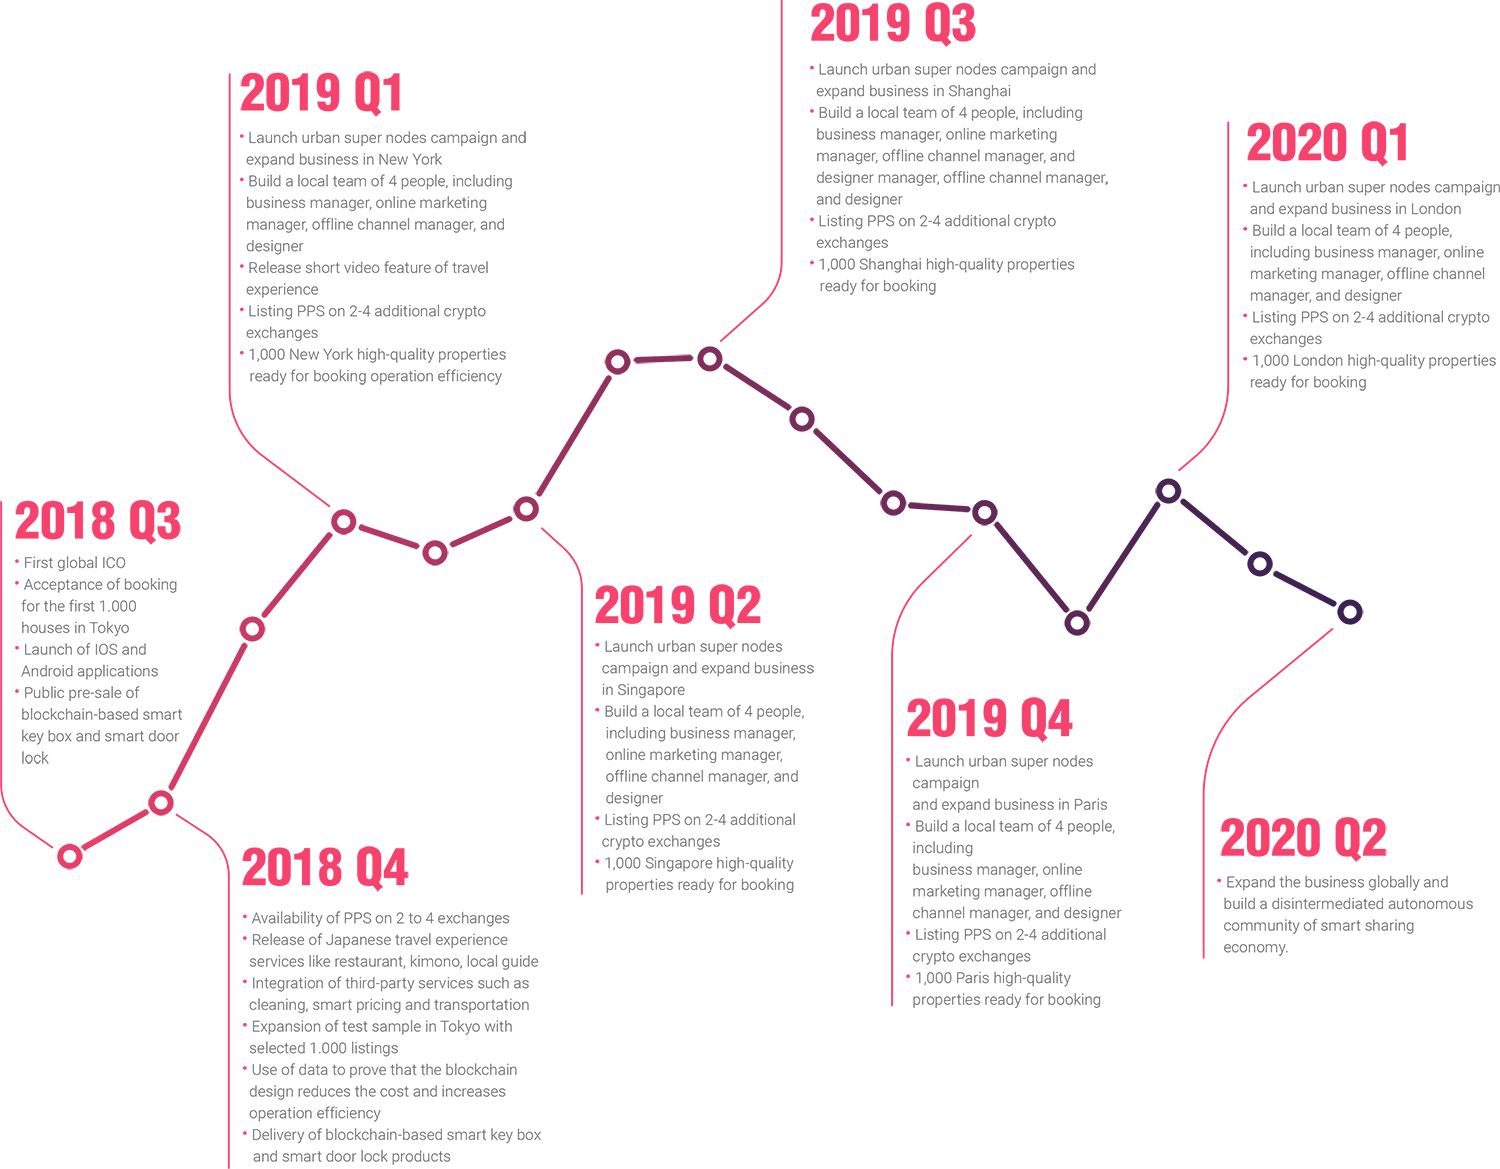 2018 Q3
• First global ICO
• Acceptance of booking
for the first 1.000
houses in Tokyo
• Launch of IOS and
Android applications
• Public pre-sale of
blockchain-based smart
key box and smart door
lock
2018 Q4
• Availability of PPS on 2 to 4 exchanges
• Release of Japanese travel experience
services like restaurant, kimono, local guide
• Integration of third-party services such as
cleaning, smart pricing and transportation
• Expansion of test sample in Tokyo with
selected 1.000 listings
• Use of data to prove that the blockchain
design reduces the cost and increases
operation efficiency
• Delivery of blockchain-based smart key box
and smart door lock products
2019 Q1
• Launch urban super nodes campaign and
expand business in New York
• Build a local team of 4 people, including
business manager, online marketing
manager, offline channel manager, and
designer
• Release short video feature of travel
experience
• Listing PPS on 2-4 additional crypto
exchanges
• 1,000 New York high-quality properties
ready for booking operation efficiency
2019 Q2
• Launch urban super nodes
campaign and expand business
in Singapore
• Build a local team of 4 people,
including business manager,
online marketing manager,
offline channel manager, and
designer
• Listing PPS on 2-4 additional
crypto exchanges
• 1,000 Singapore high-quality
properties ready for booking
2019 Q3
• Launch urban super nodes campaign and
expand business in Shanghai
• Build a local team of 4 people, including
business manager, online marketing
manager, offline channel manager, and
designer manager, offline channel manager,
and designer
• Listing PPS on 2-4 additional crypto
exchanges
• 1,000 Shanghai high-quality properties
ready for booking
2019 Q4
• Launch urban super nodes
campaign
and expand business in Paris
• Build a local team of 4 people,
including
business manager, online
marketing manager, offline
channel manager, and designer
• Listing PPS on 2-4 additional
crypto exchanges
• 1,000 Paris high-quality
properties ready for booking
2020 Q1
• Launch urban super nodes campaign
and expand business in London
• Build a local team of 4 people,
including business manager, online
marketing manager, offline channel
manager, and designer
• Listing PPS on 2-4 additional crypto
exchanges
• 1,000 London high-quality properties
ready for booking
2020 Q2
• Expand the business globally and
build a disintermediated autonomous
community of smart sharing
economy.